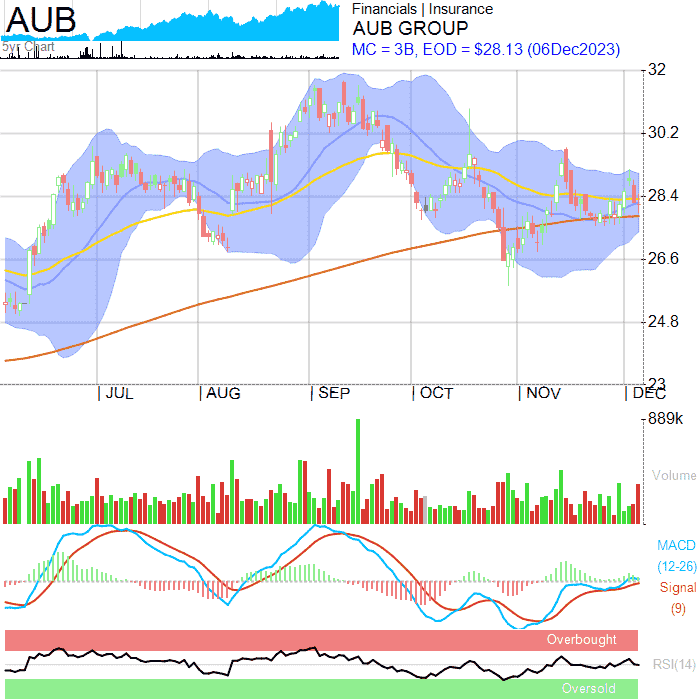 AUB
5yr Chart
Financials | Insurance
AUB GROUP
MC = 3B, EOD = $28.13 (06Dec2023)
32
30.2
28.4
26.6
24.8
23
| JUL
| AUG
| SEP
| OCT
| NOV
| DEC
889k
Volume
MACD
(12-26)
Signal
(9)
Overbought
RSI(14)
Oversold